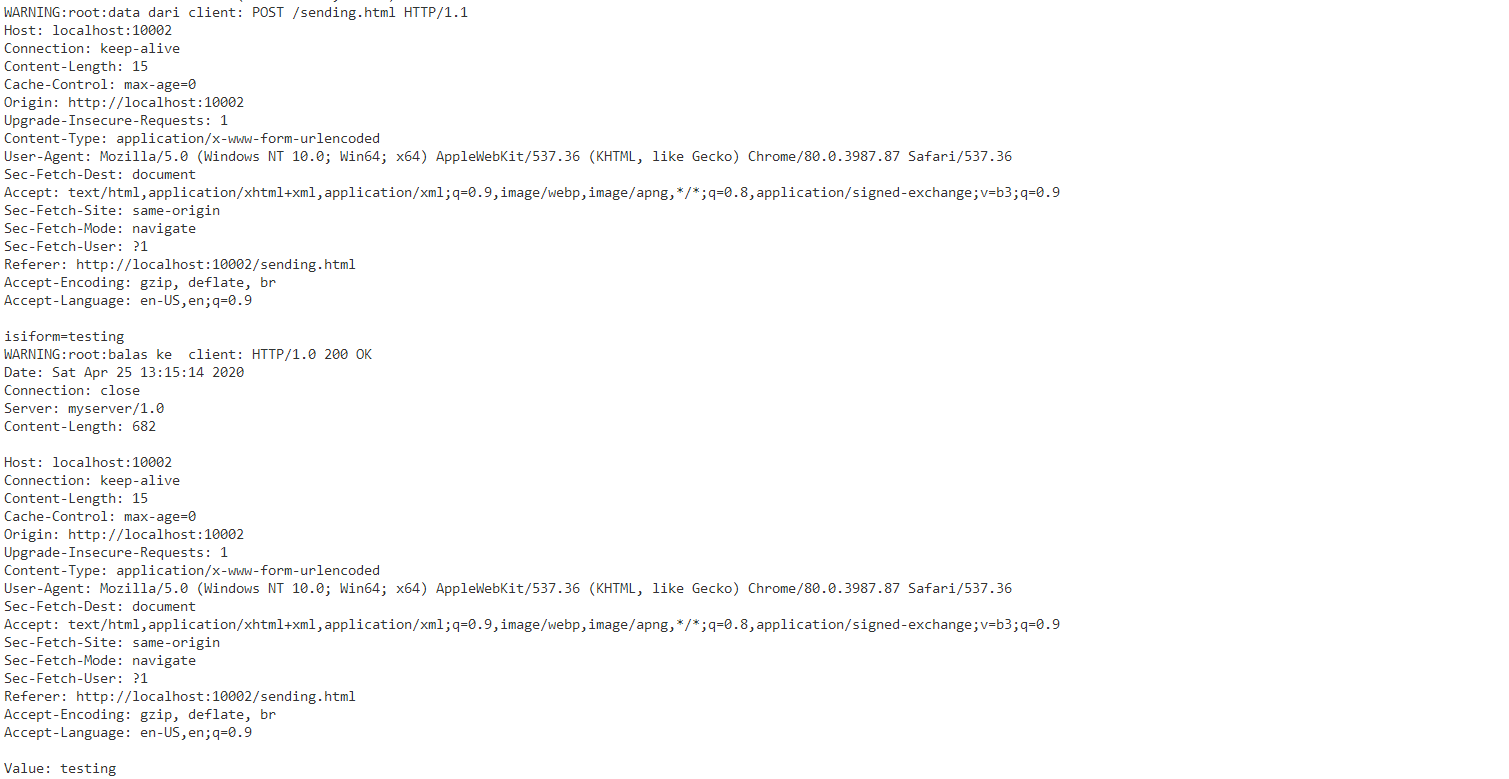 WARNING:root:data dari client: POST /sending.html HTTP/1.1
Host: localhost:10002
Connection: keep-alive
Content-Length: 15
Cache-Control: max-age=0
Origin: http://localhost:10002
Upgrade-Insecure-Requests: 1
Content-Type: application/x-www-form-urlencoded
User-Agent: Mozilla/5.0 (Windows NT 10.0; Win64; x64) AppleWebKit/537.36 (KHTML, like Gecko) Chrome/80.0.3987.87 Safari/537.36
Sec-Fetch-Dest: document
Accept: text/html,application/xhtml+xml,application/xml;q=0.9,image/webp,image/apng,*/*;q=0.8,application/signed-exchange;v=b3;q=0.9
Sec-Fetch-Site: same-origin
Sec-Fetch-Mode: navigate
Sec-Fetch-User: ?1
Referer: http://localhost:10002/sending.html
Accept-Encoding: gzip, deflate, br
Accept-Language: en-US,en;q=0.9

isiform=testing
WARNING:root:balas ke  client: HTTP/1.0 200 OK
Date: Sat Apr 25 13:15:14 2020
Connection: close
Server: myserver/1.0
Content-Length: 682

Host: localhost:10002
Connection: keep-alive
Content-Length: 15
Cache-Control: max-age=0
Origin: http://localhost:10002
Upgrade-Insecure-Requests: 1
Content-Type: application/x-www-form-urlencoded
User-Agent: Mozilla/5.0 (Windows NT 10.0; Win64; x64) AppleWebKit/537.36 (KHTML, like Gecko) Chrome/80.0.3987.87 Safari/537.36
Sec-Fetch-Dest: document
Accept: text/html,application/xhtml+xml,application/xml;q=0.9,image/webp,image/apng,*/*;q=0.8,application/signed-exchange;v=b3;q=0.9
Sec-Fetch-Site: same-origin
Sec-Fetch-Mode: navigate
Sec-Fetch-User: ?1
Referer: http://localhost:10002/sending.html
Accept-Encoding: gzip, deflate, br
Accept-Language: en-US,en;q=0.9

Value: testing